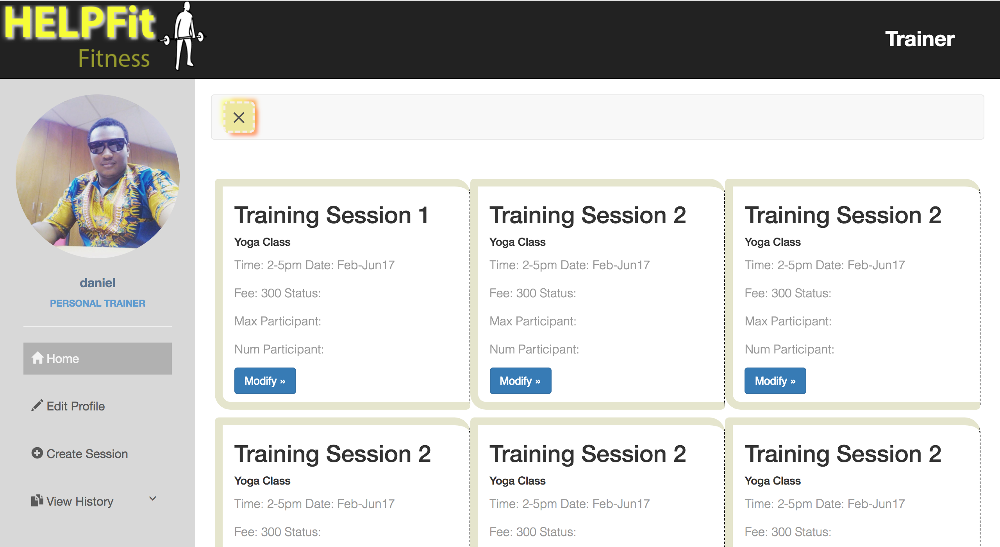 HELPFit
Fitness
Trainer
daniel
PERSONAL TRAINER
Home
Edit Profile
Create Session
View History
Training Session 1
Yoga Class
Time: 2-5pm Date: Feb-Jun17
Fee: 300 Status:
Max Participant:
Num Participant:
Modify »
Training Session 2
Yoga Class
Time: 2-5pm Date: Feb-Jun17
Fee: 300 Status:
Max Participant:
Num Participant:
Modify »
Training Session 2
Yoga Class
Time: 2-5pm Date: Feb-Jun17
Fee: 300 Status:
Max Participant:
Num Participant:
Modify »
Training Session 2
Yoga Class
Time: 2-5pm Date: Feb-Jun17
Fee: 300 Status:
Training Session 2
Yoga Class
Time: 2-5pm Date: Feb-Jun17
Fee: 300 Status:
Training Session 2
Yoga Class
Time: 2-5pm Date: Feb-Jun17
Fee: 300 Status: